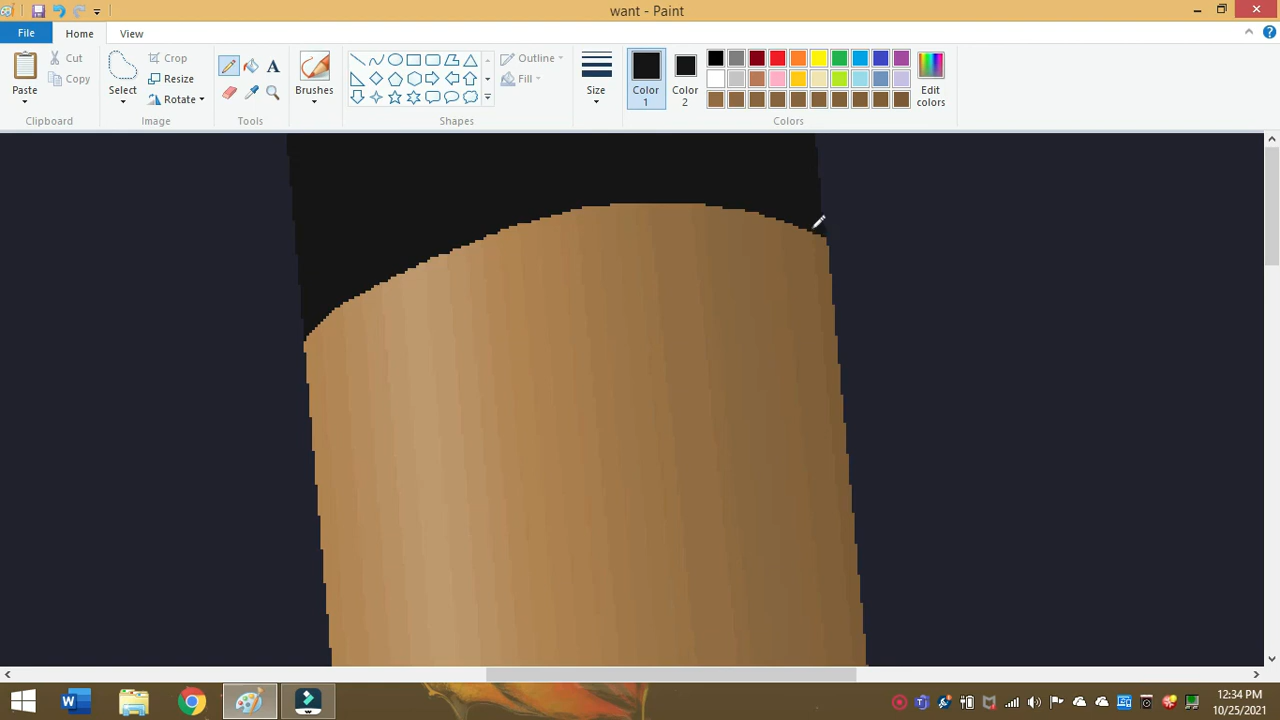 want - Paint
File
Home
View
Paste
Cut
Copy
Clipboard
Select
Crop
Resize
Rotate
Image
A
Tools
Brushes
Outline
Fill
Shapes
Size
Color
1
Color
2
Edit
colors
Colors
W
12:34 PM
10/25/2021